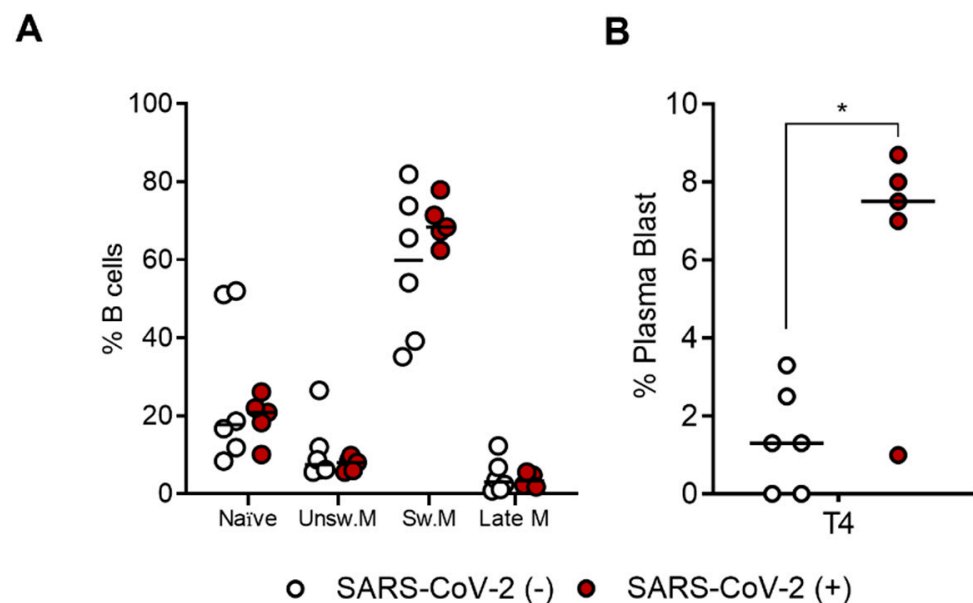 A
B
% B cells
100
80
60
40
20
0
Naïve Unsw.M Sw.M Late M
% Plasma Blast
10
8
6
4
2
0
*
T4
SARS-CoV-2 (-) SARS-CoV-2 (+)